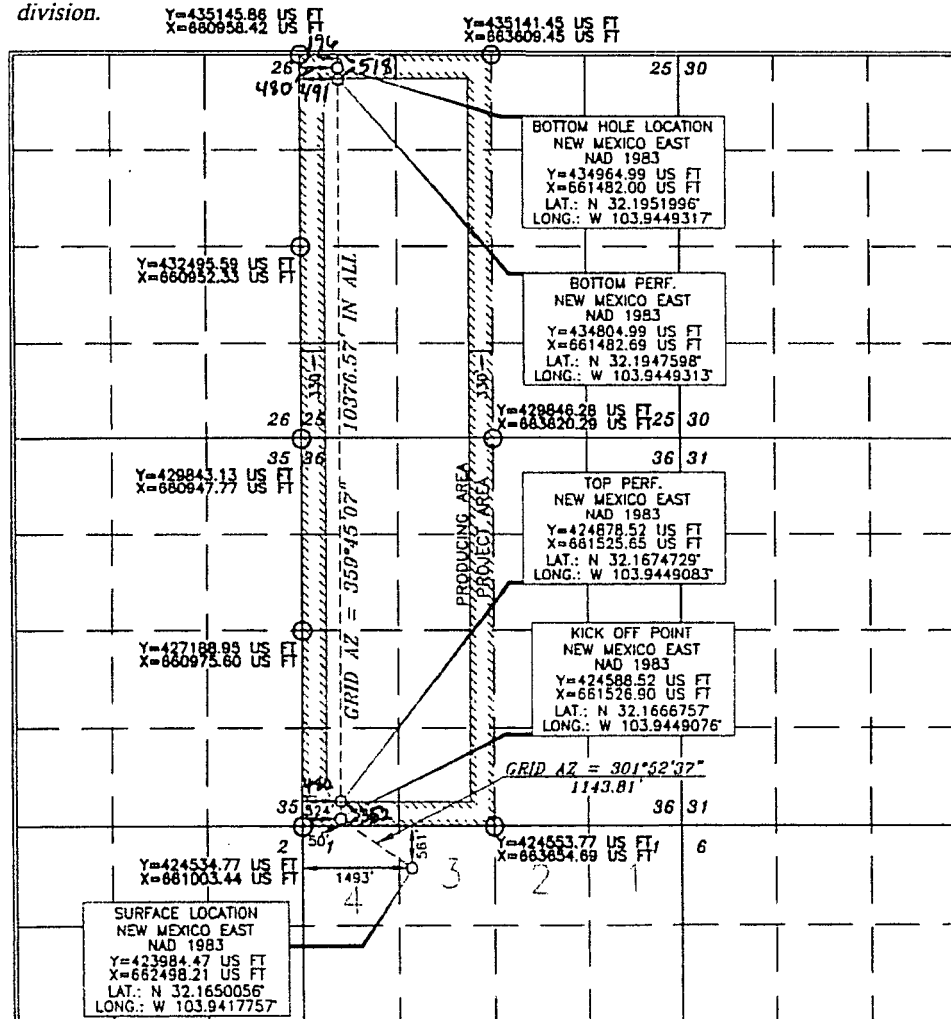 division.
Y=435145.86 US FT
X=660958.42 US FT
Y=435141.45 US FT
X=663609.45 US FT
196
26
518
25 30
480
491
BOTTOM HOLE LOCATION
NEW MEXICO EAST
NAD 1983
Y=434964.99 US FT
X=661482.00 US FT
LAT.: N 32.1951996°
LONG.: W 103.9449317°
Y=432495.59 US FT
X=660952.33 US FT
BOTTOM PERF.
NEW MEXICO EAST
NAD 1983
Y=434804.99 US FT
X=661482.69 US FT
LAT.: N 32.1947598°
LONG.: W 103.9449313°
10376.57' IN ALL
330'
330'
26 25
35 36
Y=429846.28 US FT
X=663620.29 US FT
25 30
36 31
Y=429843.13 US FT
X=660947.77 US FT
PRODUCING AREA
PROJECT AREA
TOP PERF.
NEW MEXICO EAST
NAD 1983
Y=424878.52 US FT
X=661525.65 US FT
LAT.: N 32.1674729°
LONG.: W 103.9449083°
GRID AZ = 359°45'07"
Y=427188.95 US FT
X=660975.60 US FT
KICK OFF POINT
NEW MEXICO EAST
NAD 1983
Y=424588.52 US FT
X=661526.90 US FT
LAT.: N 32.1666757°
LONG.: W 103.9449076°
GRID AZ = 301°52'37"
1143.81'
35
524'
36 31
2 1
50'
561'
1 6
Y=424534.77 US FT
X=661003.44 US FT
1493'
Y=424553.77 US FT
X=663654.69 US FT
4 3 2 1
SURFACE LOCATION
NEW MEXICO EAST
NAD 1983
Y=423984.47 US FT
X=662498.21 US FT
LAT.: N 32.1650056°
LONG.: W 103.9417757°